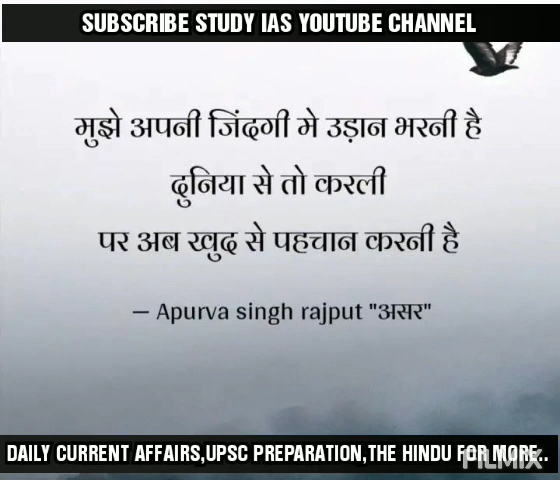 SUBSCRIBE STUDY IAS YOUTUBE CHANNEL
मुझे अपनी जिंदगी मे उड़ान भरनी है
दुनिया से तो करली
पर अब खुद से पहचान करनी है
— Apurva singh rajput "असर"
DAILY CURRENT AFFAIRS,UPSC PREPARATION,THE HINDU FOR MORE..
FILMIX